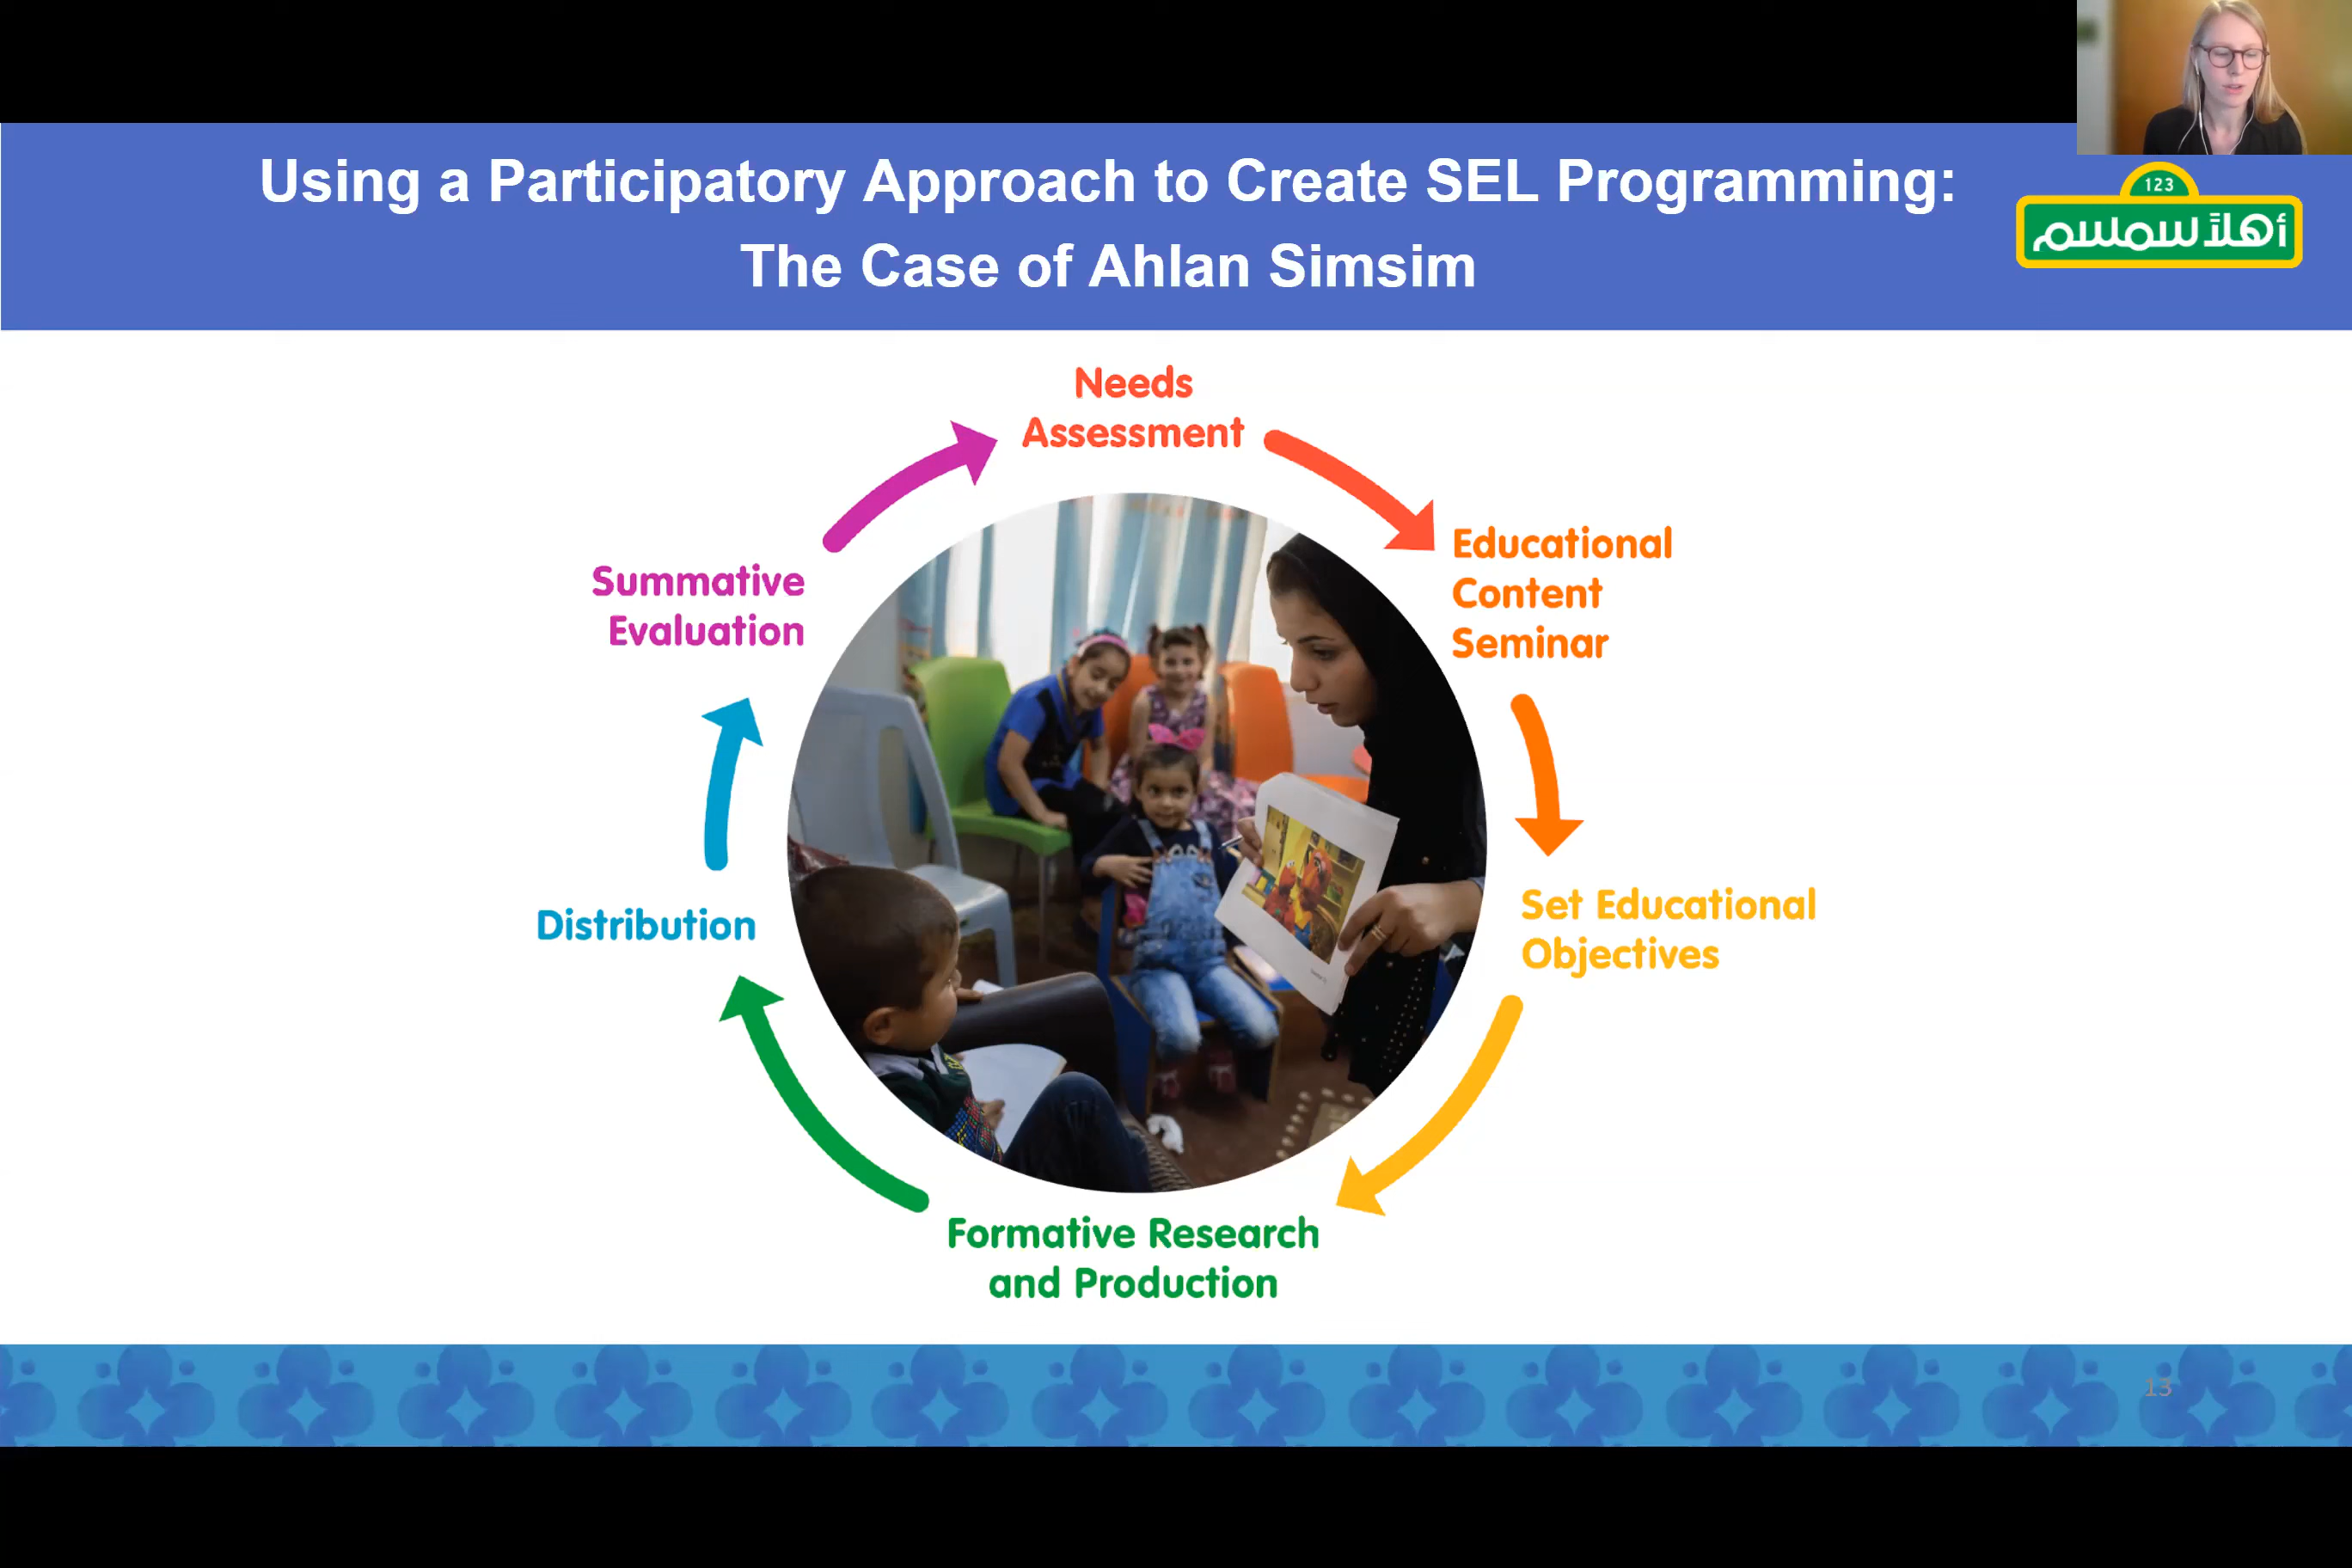 Using a Participatory Approach to Create SEL Programming:
The Case of Ahlan Simsim
123
أهلاً سمسم
Needs
Assessment
Educational
Content
Seminar
Set Educational
Objectives
Formative Research
and Production
Distribution
Summative
Evaluation
13